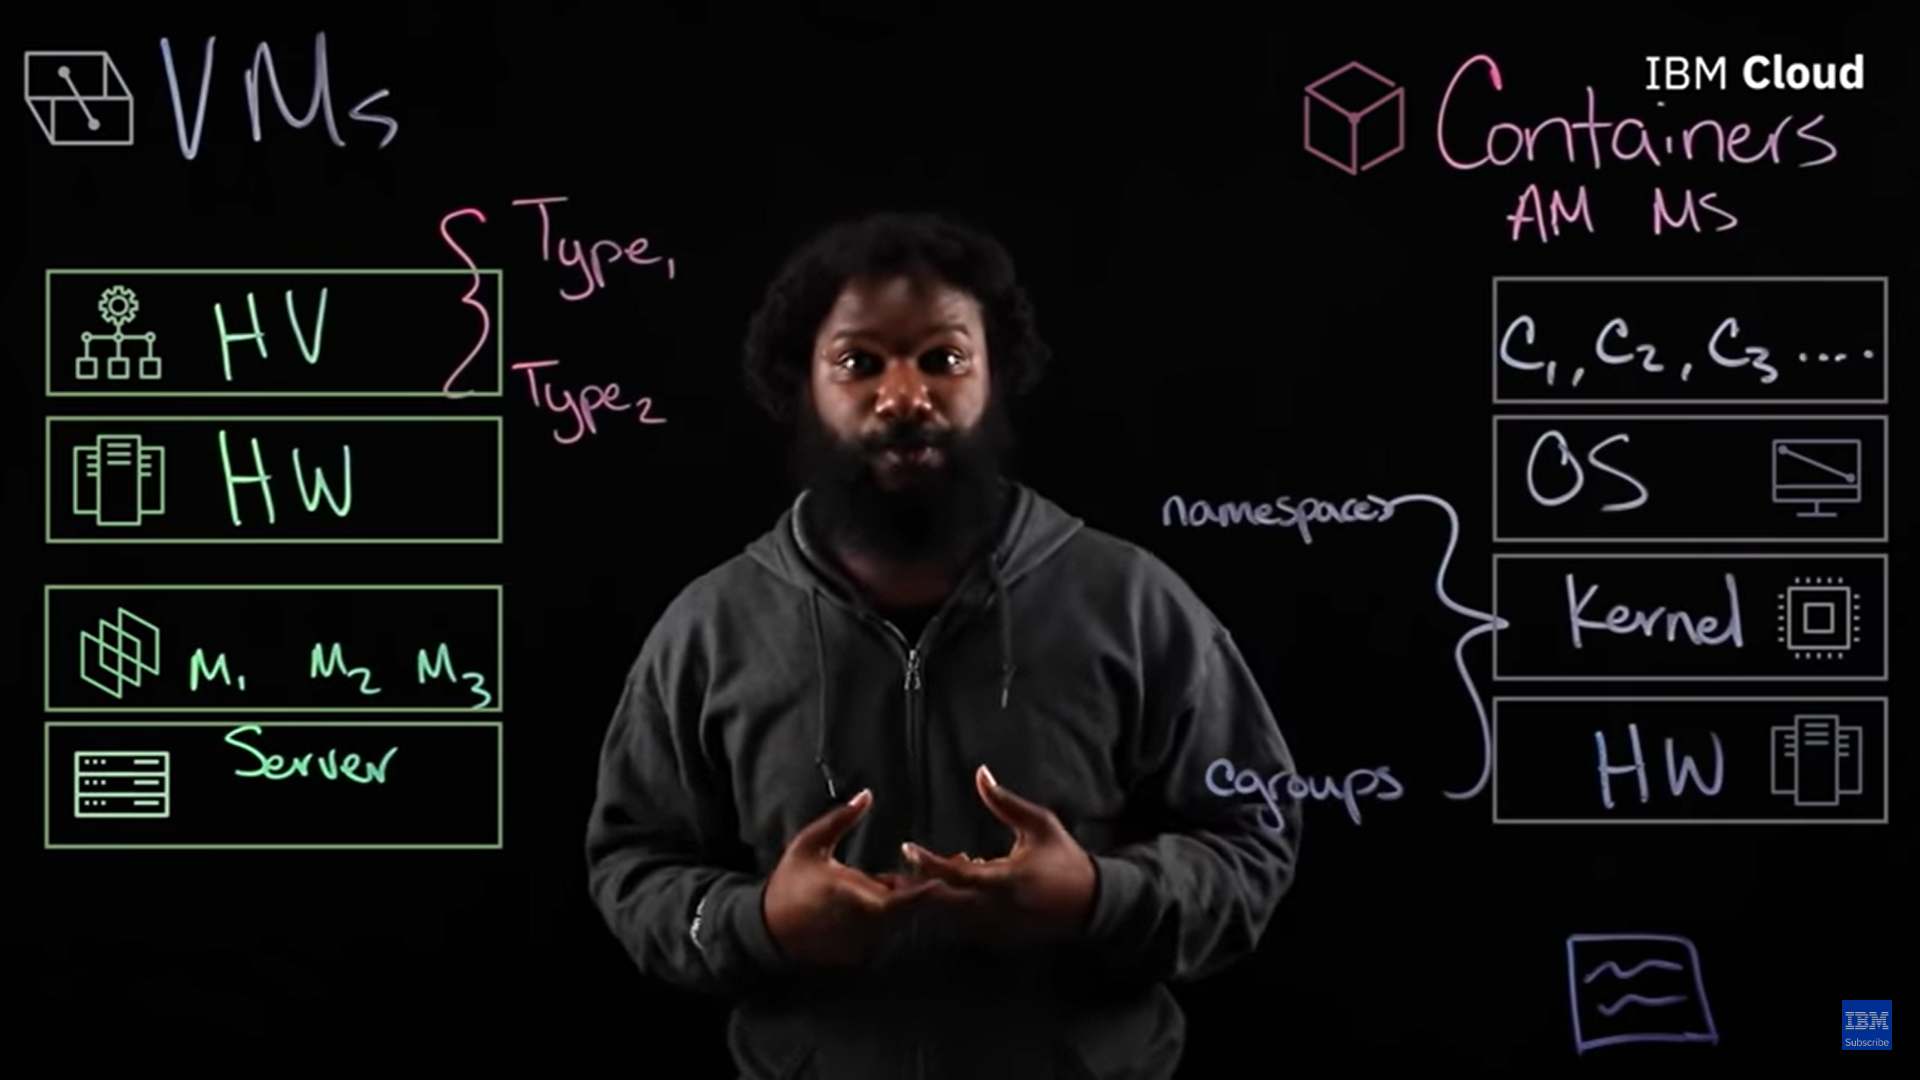 VMs
HV
Type1
Type2
HW
M1 M2 M3
Server
IBM Cloud
Containers
AM MS
C1, C2, C3 ....
OS
namespaces
Kernel
cgroups
HW
IBM
Subscribe